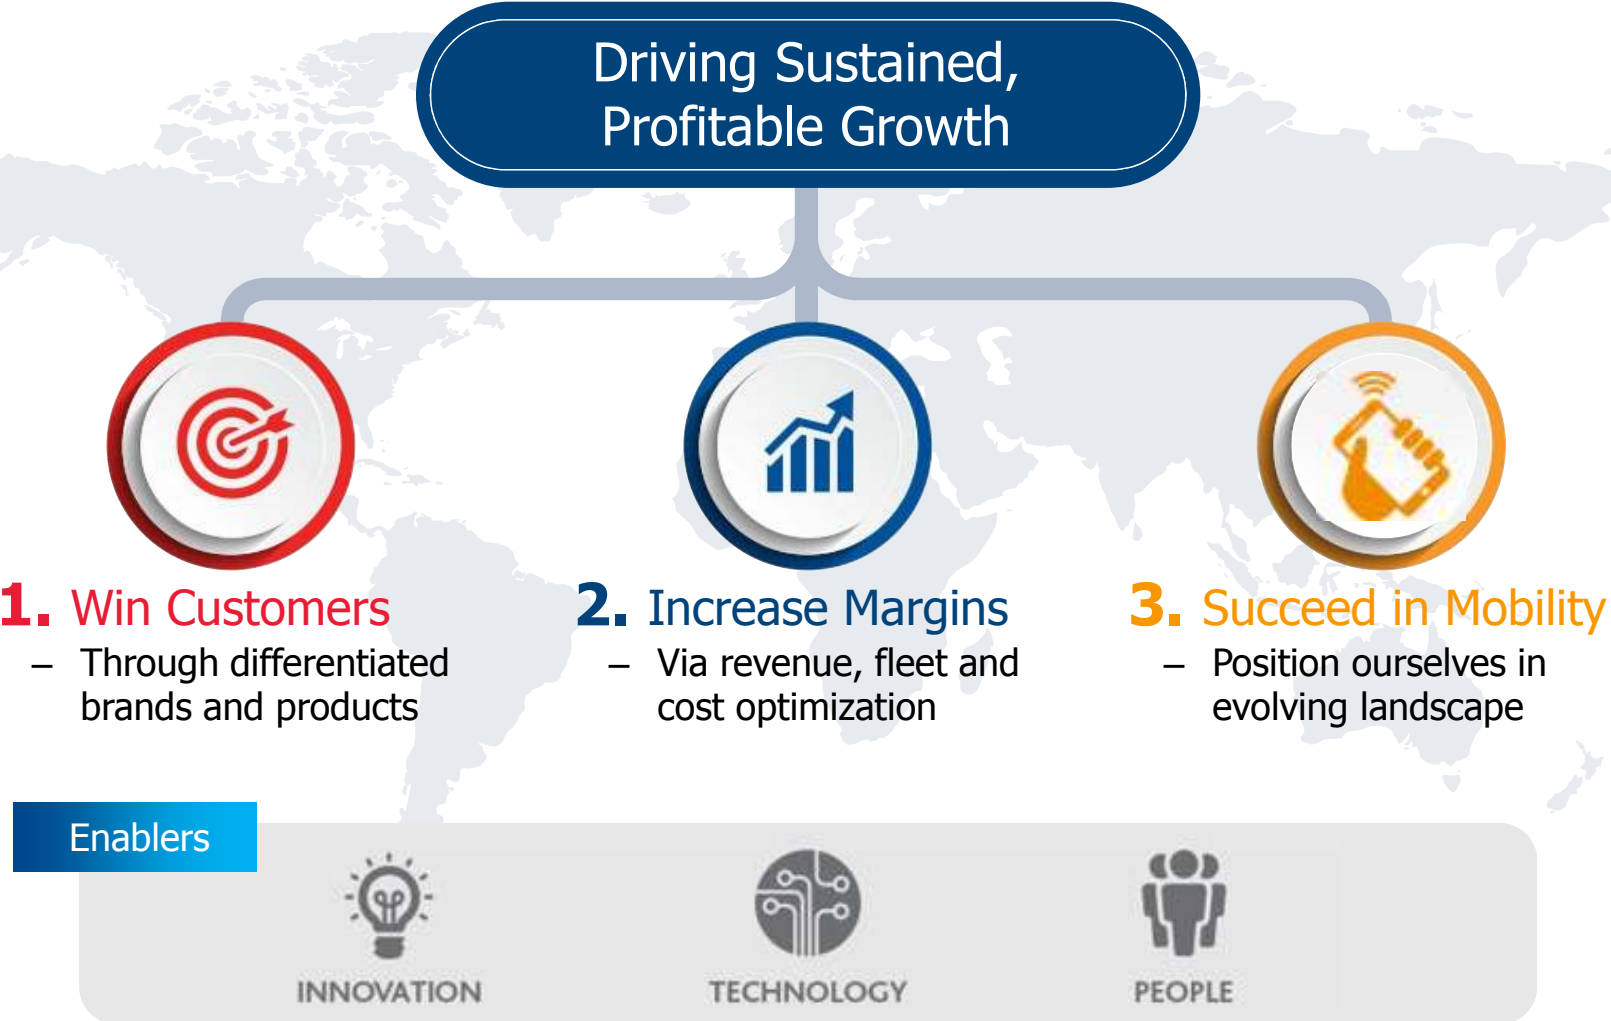 Driving Sustained,
Profitable Growth
1. Win Customers
– Through differentiated
brands and products
2. Increase Margins
– Via revenue, fleet and
cost optimization
3. Succeed in Mobility
– Position ourselves in
evolving landscape
Enablers
INNOVATION
TECHNOLOGY
PEOPLE